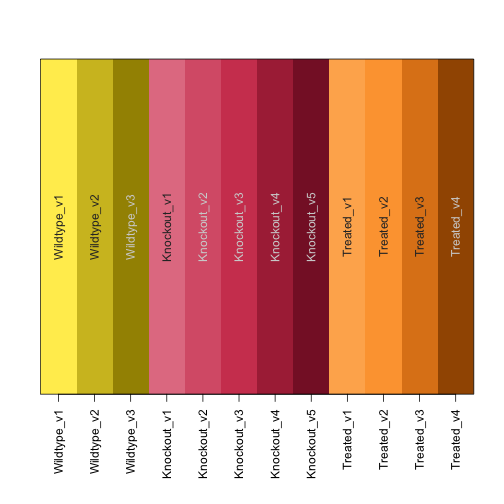 Wildtype_v1
Wildtype_v2
Wildtype_v3
Knockout_v1
Knockout_v2
Knockout_v3
Knockout_v4
Knockout_v5
Treated_v1
Treated_v2
Treated_v3
Treated_v4
Wildtype_v1
Wildtype_v2
Wildtype_v3
Knockout_v1
Knockout_v2
Knockout_v3
Knockout_v4
Knockout_v5
Treated_v1
Treated_v2
Treated_v3
Treated_v4